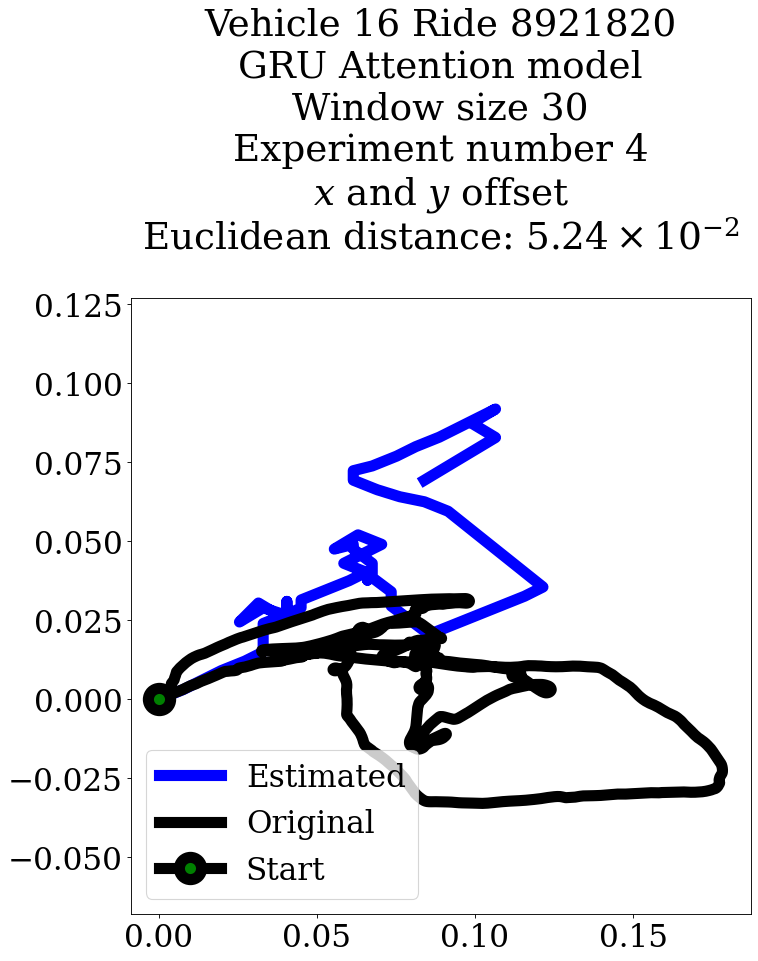 Vehicle 16 Ride 8921820
GRU Attention model
Window size 30
Experiment number 4
x and y offset
Euclidean distance: 5.24 × 10⁻²
0.125
0.100
0.075
0.050
0.025
0.000
−0.025
−0.050
Estimated
Original
Start
0.00 0.05 0.10 0.15